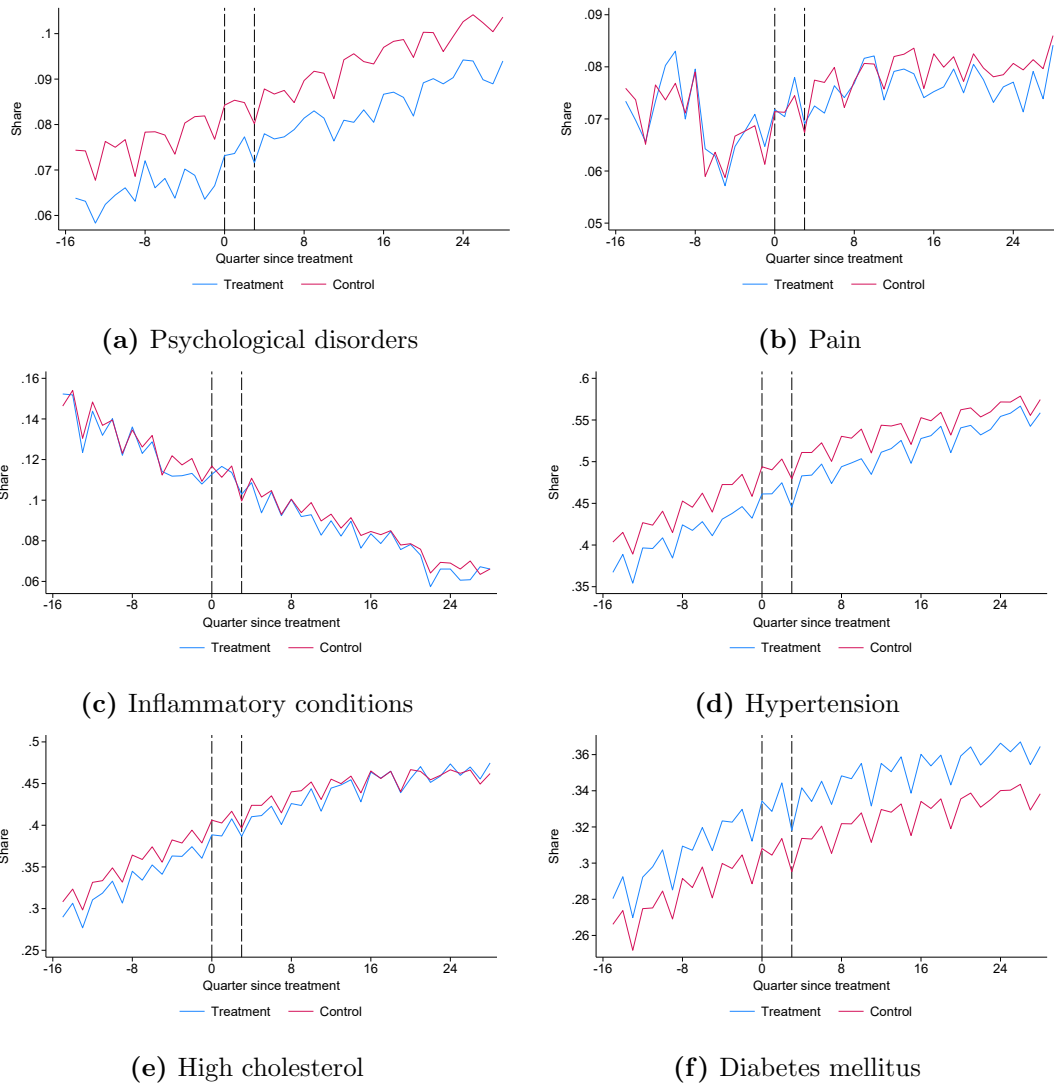 .1
.09
.08
.07
.06
Share
-16 -8 0 8 16 24
Quarter since treatment
Treatment Control
(a) Psychological disorders
.09
.08
.07
.06
.05
Share
-16 -8 0 8 16 24
Quarter since treatment
Treatment Control
(b) Pain
.16
.14
.12
.1
.08
.06
Share
-16 -8 0 8 16 24
Quarter since treatment
Treatment Control
(c) Inflammatory conditions
.6
.55
.5
.45
.4
.35
Share
-16 -8 0 8 16 24
Quarter since treatment
Treatment Control
(d) Hypertension
.5
.45
.4
.35
.3
.25
Share
-16 -8 0 8 16 24
Quarter since treatment
Treatment Control
(e) High cholesterol
.36
.34
.32
.3
.28
.26
Share
-16 -8 0 8 16 24
Quarter since treatment
Treatment Control
(f) Diabetes mellitus